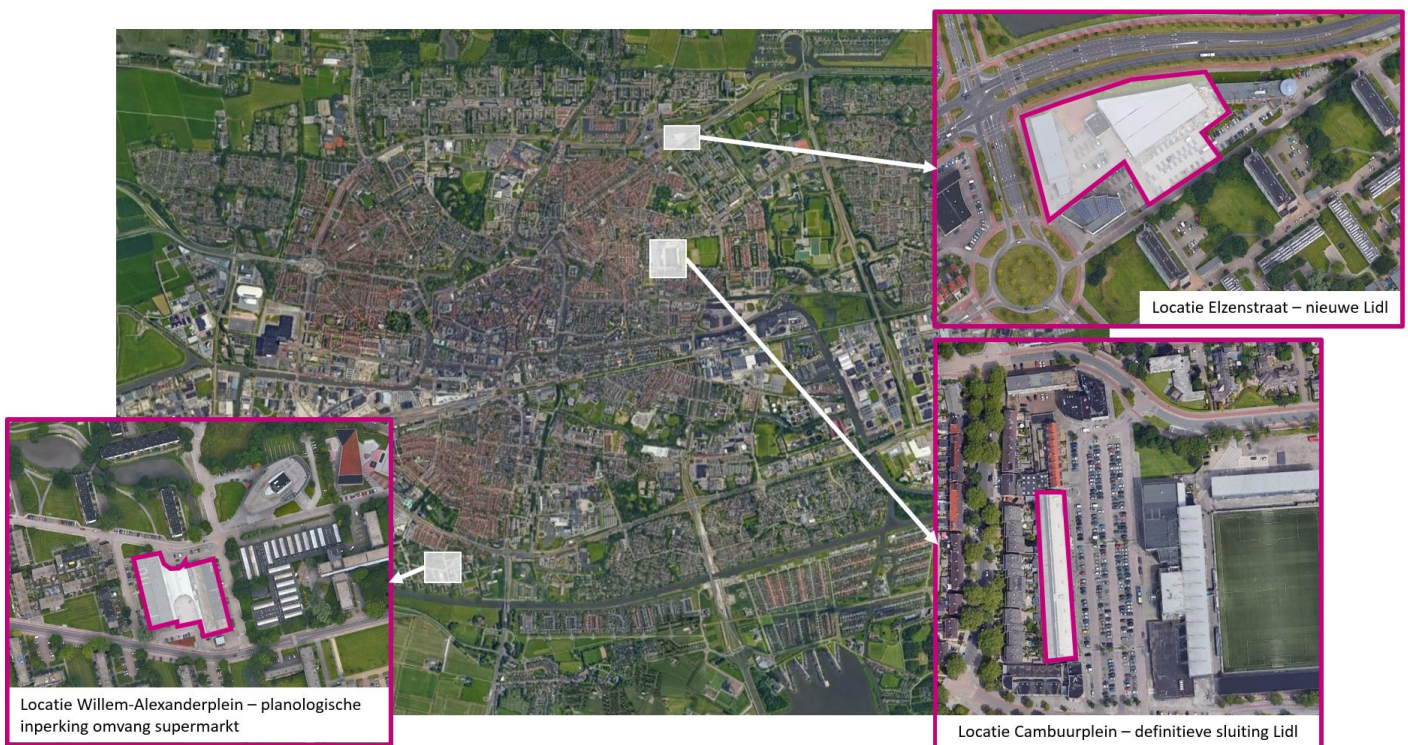 Locatie Elzenstraat – nieuwe Lidl
Locatie Willem-Alexanderplein – planologische
inperking omvang supermarkt
Locatie Cambuurplein – definitieve sluiting Lidl